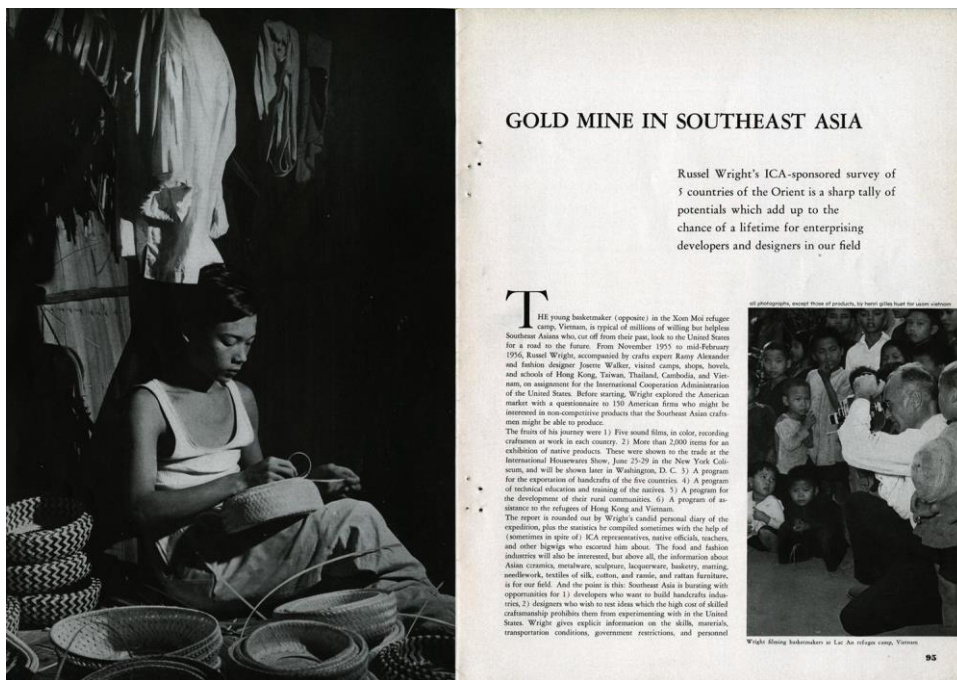 GOLD MINE IN SOUTHEAST ASIA
Russel Wright's ICA-sponsored survey of
5 countries of the Orient is a sharp tally of
potentials which add up to the
chance of a lifetime for enterprising
developers and designers in our field
all photographs, except those of products, by henri gilles huet for usom vietnam
THE young basketmaker (opposite) in the Xom Moi refugee
camp, Vietnam, is typical of millions of willing but helpless
Southeast Asians who, cut off from their past, look to the United States
for a road to the future. From November 1955 to mid-February
1956, Russel Wright, accompanied by crafts expert Ramy Alexander
and fashion designer Josette Walker, visited camps, shops, hovels,
and schools of Hong Kong, Taiwan, Thailand, Cambodia, and Viet-
nam, on assignment for the International Cooperation Administration
of the United States. Before starting, Wright explored the American
market with a questionnaire to 150 American firms who might be
interested in non-competitive products that the Southeast Asian crafts-
men might be able to produce.
The fruits of his journey were 1) Five sound films, in color, recording
craftsmen at work in each country. 2) More than 2,000 items for an
exhibition of native products. These were shown to the trade at the
International Housewares Show, June 25-29 in the New York Coli-
seum, and will be shown later in Washington, D. C. 3) A program
for the exportation of handcrafts of the five countries. 4) A program
of technical education and training of the natives. 5) A program for
the development of their rural communities. 6) A program of as-
sistance to the refugees of Hong Kong and Vietnam.
The report is rounded out by Wright's candid personal diary of the
expedition, plus the statistics he compiled sometimes with the help of
(sometimes in spite of) ICA representatives, native officials, teachers,
and other bigwigs who escorted him about. The food and fashion
industries will also be interested, but above all, the information about
Asian ceramics, metalware, sculpture, lacquerware, basketry, matting,
needlework, textiles of silk, cotton, and ramie, and rattan furniture,
is for our field. And the point is this: Southeast Asia is bursting with
opportunities for 1) developers who want to build handcrafts indus-
tries, 2) designers who wish to test ideas which the high cost of skilled
craftsmanship prohibits them from experimenting with in the United
States. Wright gives explicit information on the skills, materials,
transportation conditions, government restrictions, and personnel
Wright filming basketmakers at Lac An refugee camp, Vietnam
95